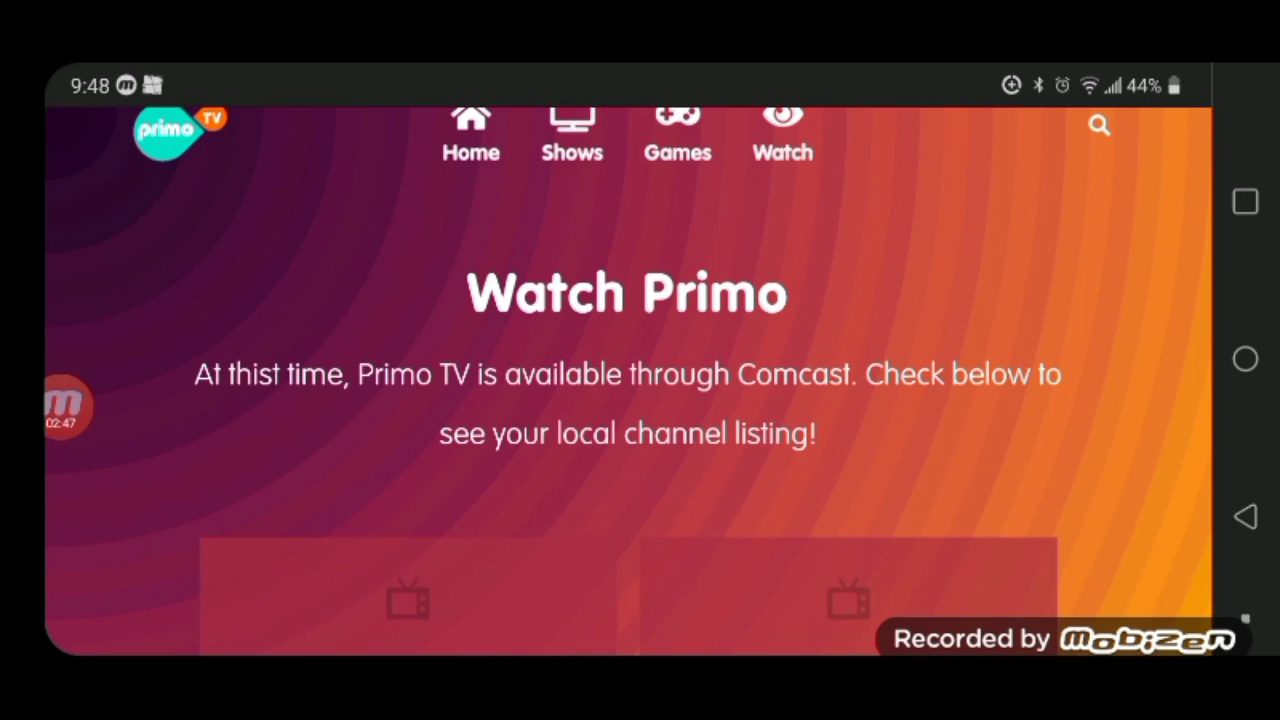 9:48
44%
primo TV
Home Shows Games Watch
Watch Primo
At thist time, Primo TV is available through Comcast. Check below to
see your local channel listing!
m
02:47
Recorded by mobizen